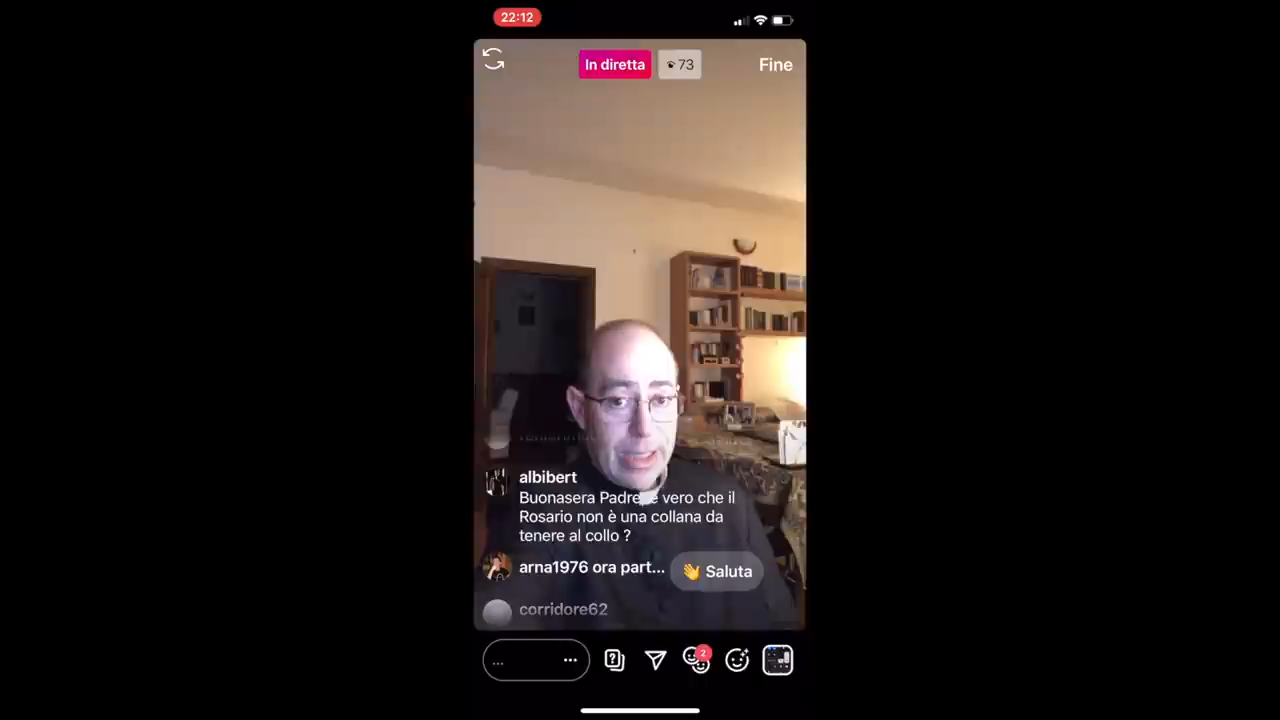 22:12
In diretta
73
Fine
albibert
Buonasera Padre, è vero che il
Rosario non è una collana da
tenere al collo ?
arna1976 ora part...
👋 Saluta
corridore62
...
2